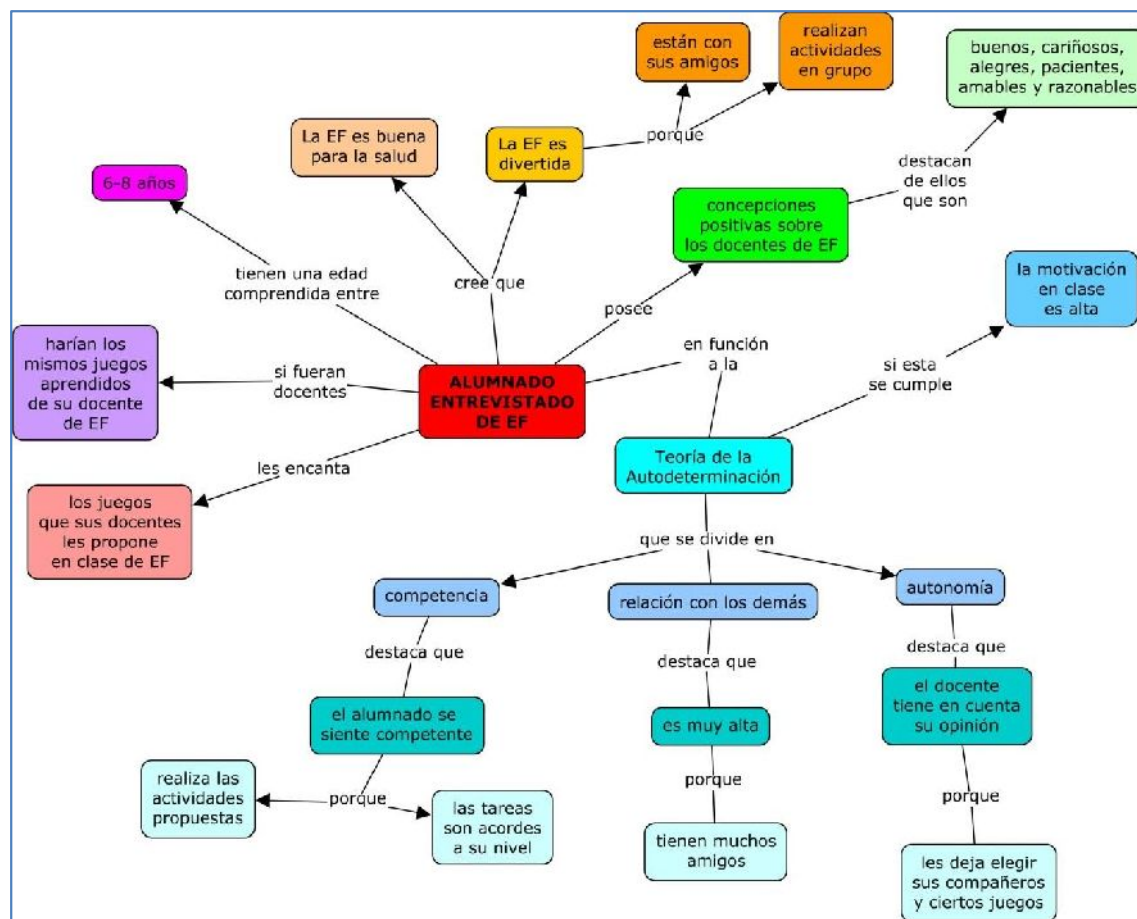 están con
sus amigos
realizan
actividades
en grupo
buenos, cariñosos,
alegres, pacientes,
amables y razonables
La EF es buena
para la salud
La EF es
divertida
porque
destacan
de ellos
que son
6-8 años
concepciones
positivas sobre
los docentes de EF
tienen una edad
comprendida entre
cree que
posee
la motivación
en clase
es alta
harían los
mismos juegos
aprendidos
de su docente
de EF
si fueran
docentes
ALUMNADO
ENTREVISTADO
DE EF
en función
a la
si esta
se cumple
les encanta
Teoría de la
Autodeterminación
los juegos
que sus docentes
les propone
en clase de EF
que se divide en
competencia
relación con los demás
autonomía
destaca que
destaca que
destaca que
el alumnado se
siente competente
es muy alta
el docente
tiene en cuenta
su opinión
realiza las
actividades
propuestas
porque
las tareas
son acordes
a su nivel
porque
tienen muchos
amigos
porque
les deja elegir
sus compañeros
y ciertos juegos